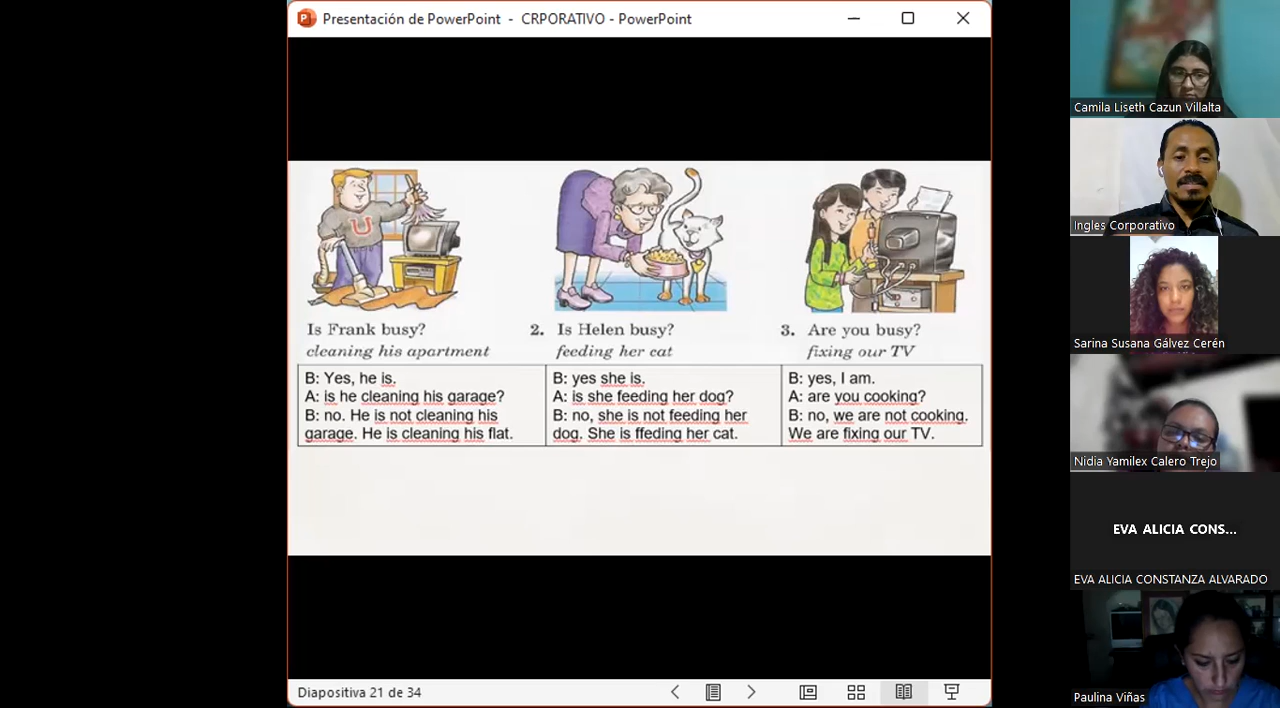 Presentación de PowerPoint - CRPORATIVO - PowerPoint
U
Is Frank busy?
cleaning his apartment
2. Is Helen busy?
feeding her cat
3. Are you busy?
fixing our TV
B: Yes, he is.
A: is he cleaning his garage?
B: no. He is not cleaning his
garage. He is cleaning his flat.
B: yes she is.
A: is she feeding her dog?
B: no, she is not feeding her
dog. She is ffeding her cat.
B: yes, I am.
A: are you cooking?
B: no, we are not cooking.
We are fixing our TV.
Diapositiva 21 de 34
Camila Liseth Cazun Villalta
Ingles Corporativo
Sarina Susana Gálvez Cerén
Nidia Yamilex Calero Trejo
EVA ALICIA CONS...
EVA ALICIA CONSTANZA ALVARADO
Paulina Viñas